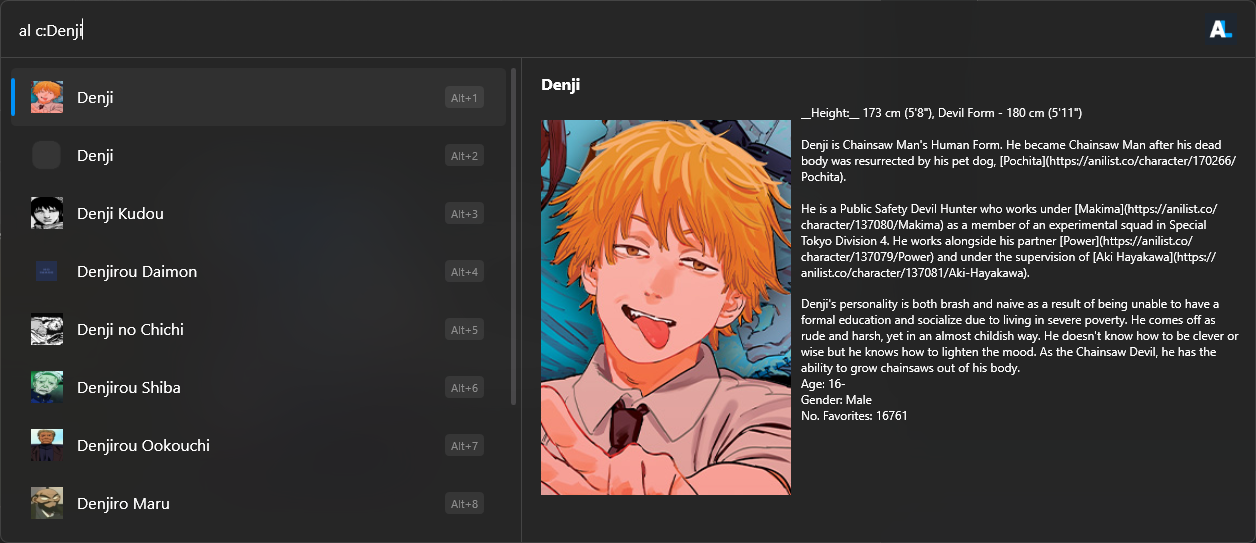 al c:Denji
AL
Denji
Alt+1
Denji
Alt+2
Denji Kudou
Alt+3
Denjirou Daimon
Alt+4
Denji no Chichi
Alt+5
Denjirou Shiba
Alt+6
Denjirou Ookouchi
Alt+7
Denjiro Maru
Alt+8
Denji
__Height:__ 173 cm (5'8"), Devil Form - 180 cm (5'11")
Denji is Chainsaw Man's Human Form. He became Chainsaw Man after his dead
body was resurrected by his pet dog, [Pochita](https://anilist.co/character/170266/
Pochita).
He is a Public Safety Devil Hunter who works under [Makima](https://anilist.co/
character/137080/Makima) as a member of an experimental squad in Special
Tokyo Division 4. He works alongside his partner [Power](https://anilist.co/
character/137079/Power) and under the supervision of [Aki Hayakawa](https://
anilist.co/character/137081/Aki-Hayakawa).
Denji's personality is both brash and naive as a result of being unable to have a
formal education and socialize due to living in severe poverty. He comes off as
rude and harsh, yet in an almost childish way. He doesn't know how to be clever or
wise but he knows how to lighten the mood. As the Chainsaw Devil, he has the
ability to grow chainsaws out of his body.
Age: 16-
Gender: Male
No. Favorites: 16761